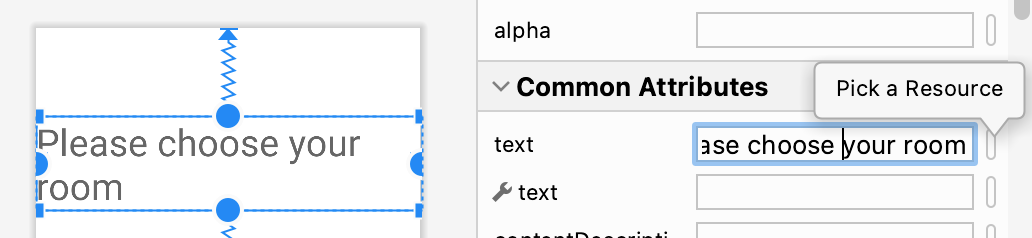 alpha
Common Attributes
Pick a Resource
Please choose your
room
text
ase choose your room
text